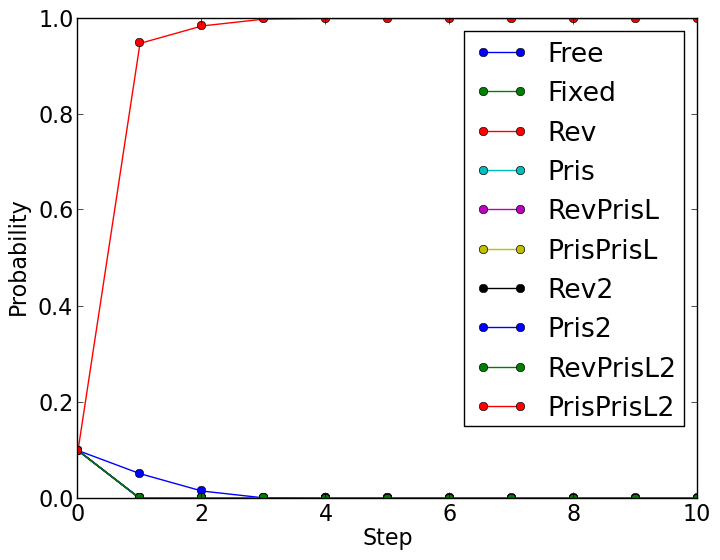 1.0
0.8
0.6
0.4
0.2
0.0
Probability
0 2 4 6 8 10
Step
Free
Fixed
Rev
Pris
RevPrisL
PrisPrisL
Rev2
Pris2
RevPrisL2
PrisPrisL2